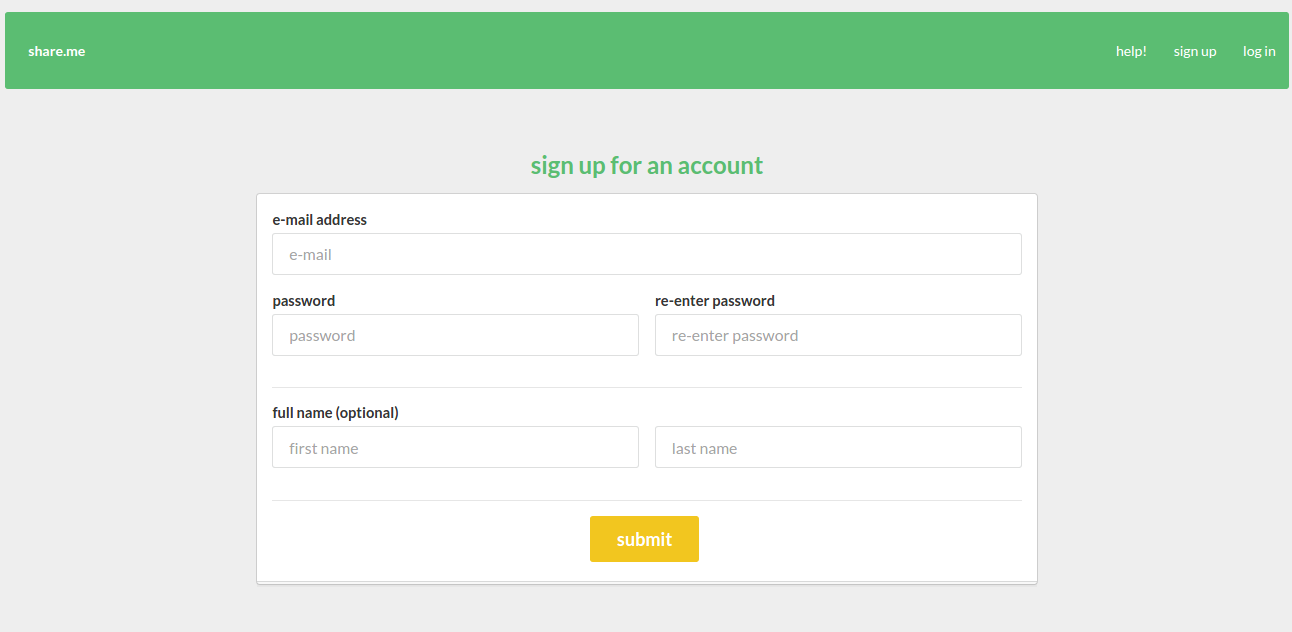 share.me help! sign up log in
sign up for an account
e-mail address
e-mail
password re-enter password
password re-enter password
full name (optional)
first name last name
submit